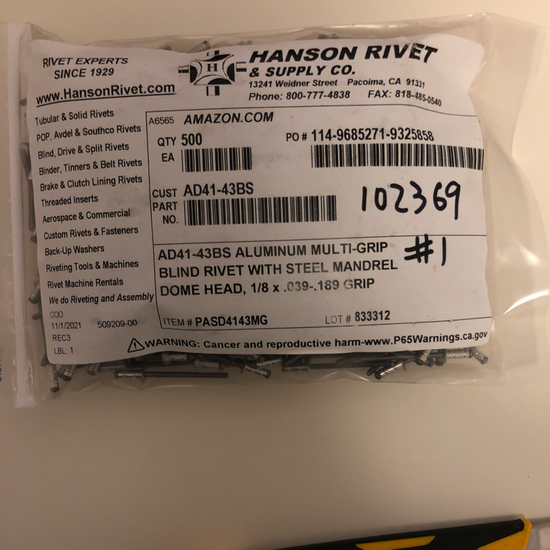 RIVET EXPERTS
SINCE 1929
www.HansonRivet.com
H
HANSON RIVET
& SUPPLY CO.
13241 Weidner Street Pacoima, CA 91331
Phone: 800-777-4838 FAX: 818-485-0540
Tubular & Solid Rivets
POP, Avdel & Southco Rivets
Blind, Drive & Split Rivets
Binder, Tinners & Belt Rivets
Brake & Clutch Lining Rivets
Threaded Inserts
Aerospace & Commercial
Custom Rivets & Fasteners
Back-Up Washers
Riveting Tools & Machines
Rivet Machine Rentals
We do Riveting and Assembly
COO
11/1/2021 509209-00
REC3
LBL: 1
A6565 AMAZON.COM
QTY 500 PO # 114-9685271-9325858
EA
CUST AD41-43BS
PART
NO.
102369
#1
AD41-43BS ALUMINUM MULTI-GRIP
BLIND RIVET WITH STEEL MANDREL
DOME HEAD, 1/8 x .039-.189 GRIP
ITEM # PASD4143MG LOT # 833312
WARNING: Cancer and reproductive harm-www.P65Warnings.ca.gov